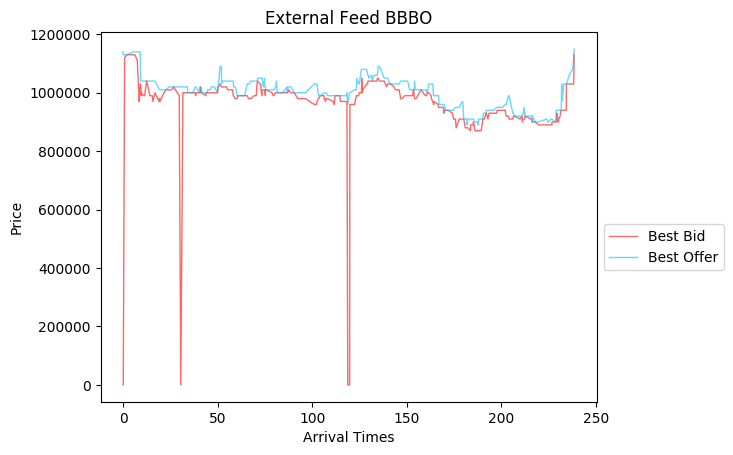 External Feed BBBO
1200000
1000000
800000
600000
400000
200000
0
Price
0 50 100 150 200 250
Arrival Times
Best Bid
Best Offer